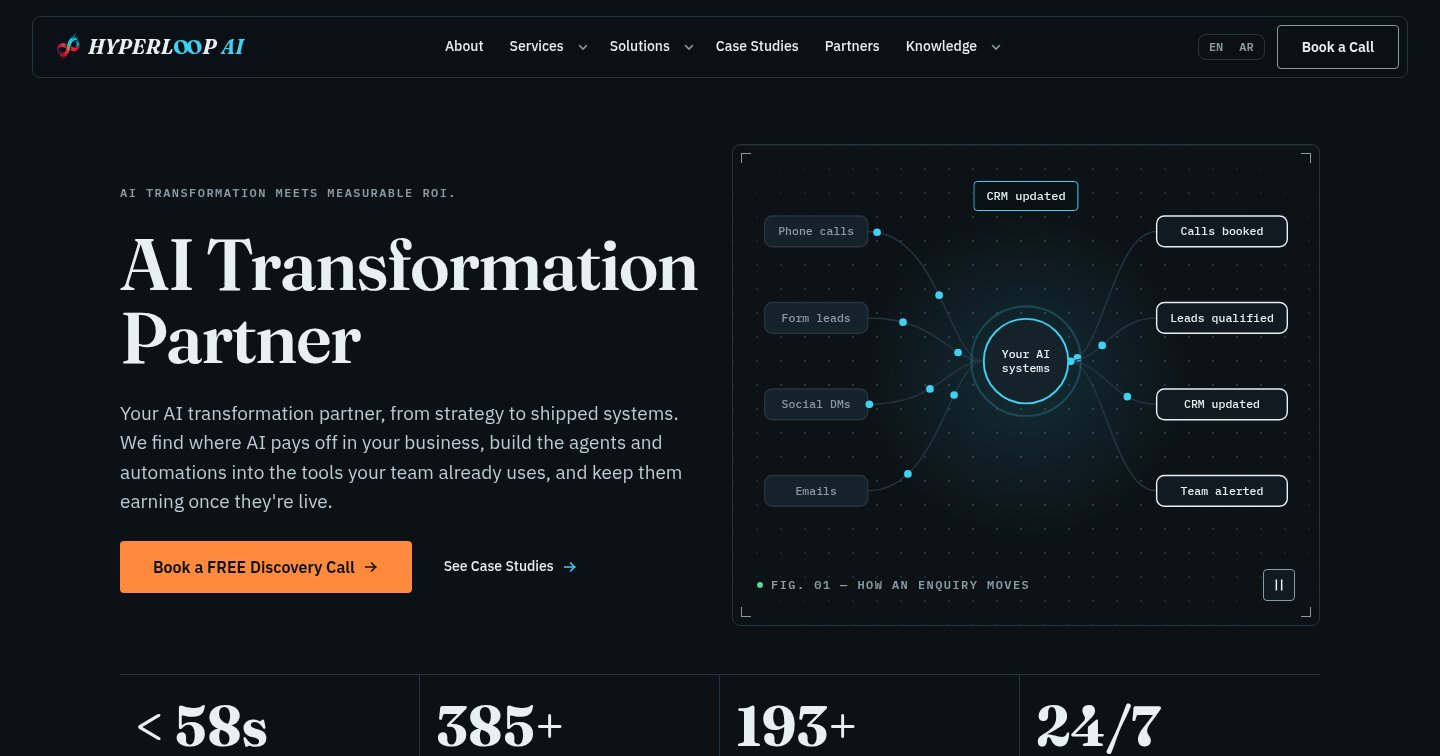 HYPERLOOP AI
About
Services
Solutions
Case Studies
Partners
Knowledge
EN AR
Book a Call
AI TRANSFORMATION MEETS MEASURABLE ROI.
AI Transformation
Partner
Your AI transformation partner, from strategy to shipped systems.
We find where AI pays off in your business, build the agents and
automations into the tools your team already uses, and keep them
earning once they're live.
Book a FREE Discovery Call →
See Case Studies →
CRM updated
Phone calls
Form leads
Social DMs
Emails
Your AI
systems
Calls booked
Leads qualified
CRM updated
Team alerted
FIG. 01 — HOW AN ENQUIRY MOVES
< 58s
385+
193+
24/7